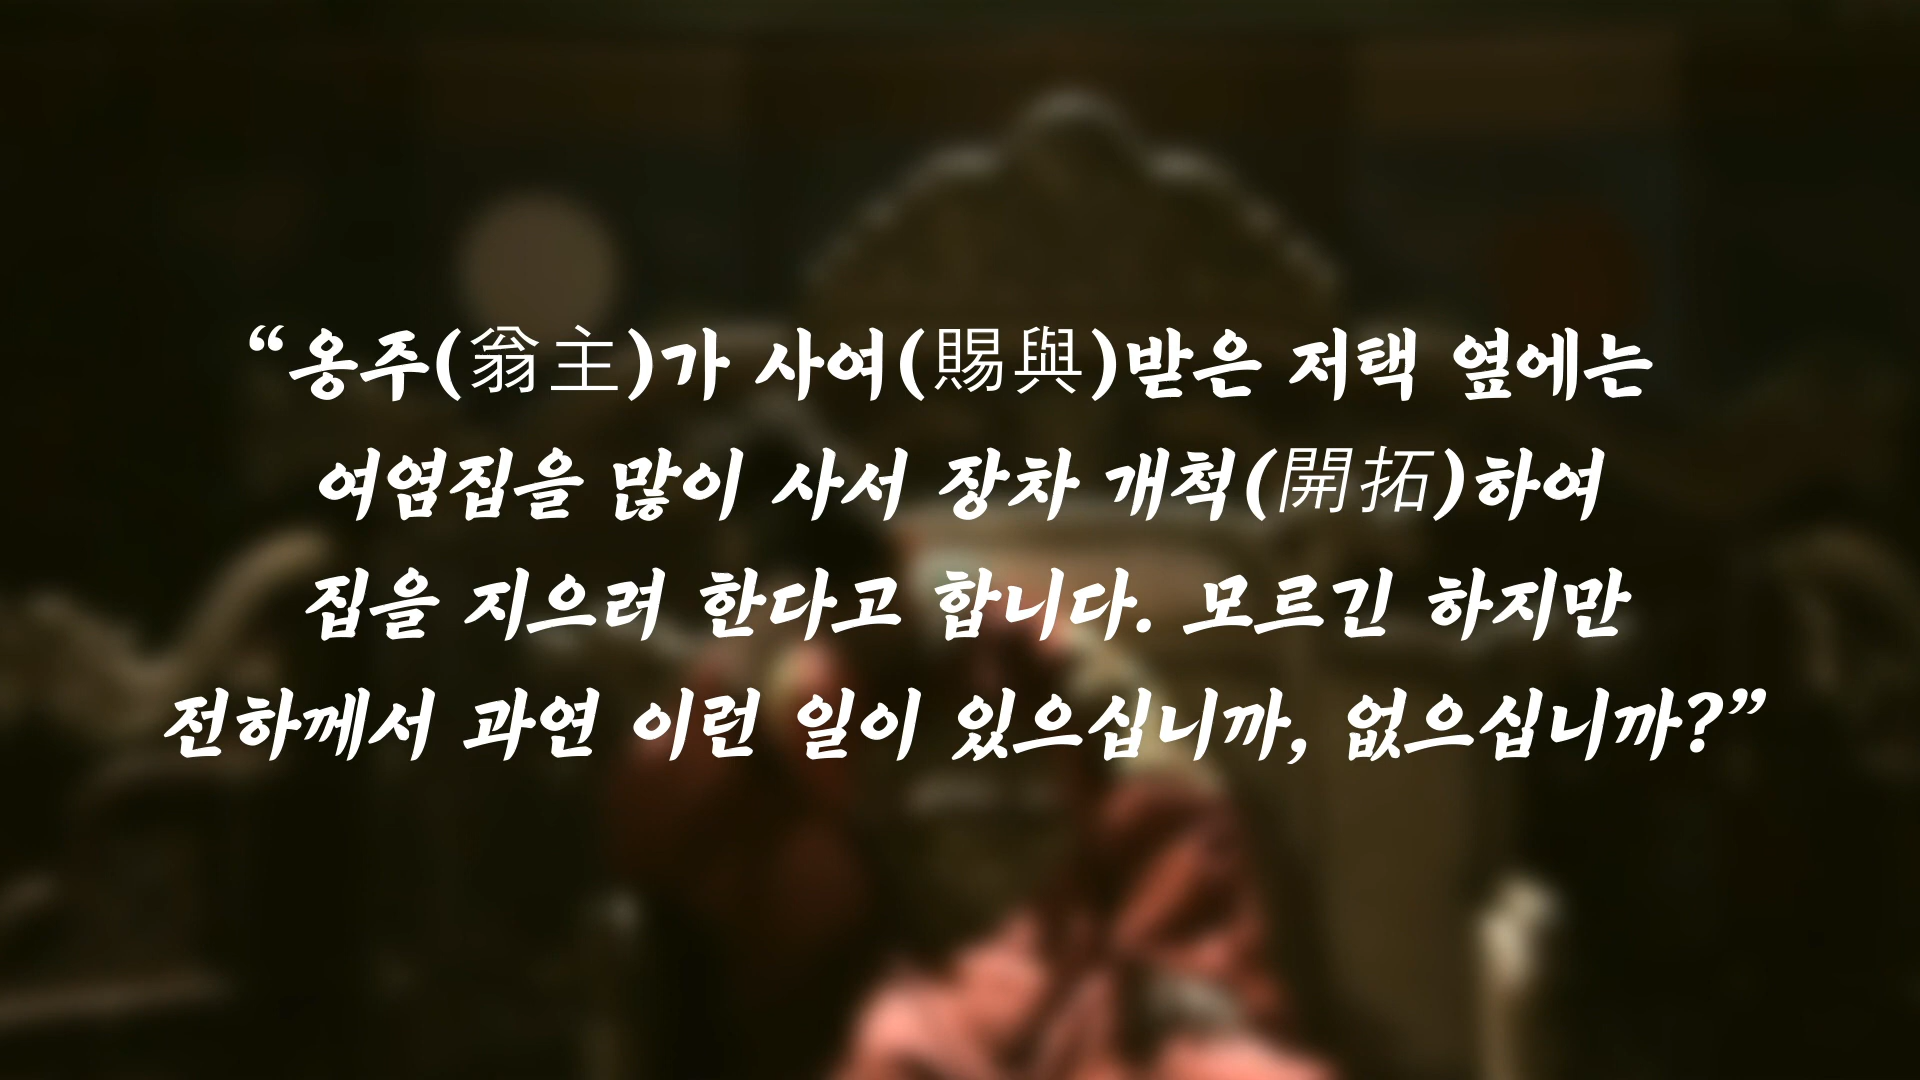 “옹주(翁主)가 사여(賜與)받은 저택 옆에는
여염집을 많이 사서 장차 개척(開拓)하여
집을 지으려 한다고 합니다. 모르긴 하지만
전하께서 과연 이런 일이 있으십니까, 없으십니까?”